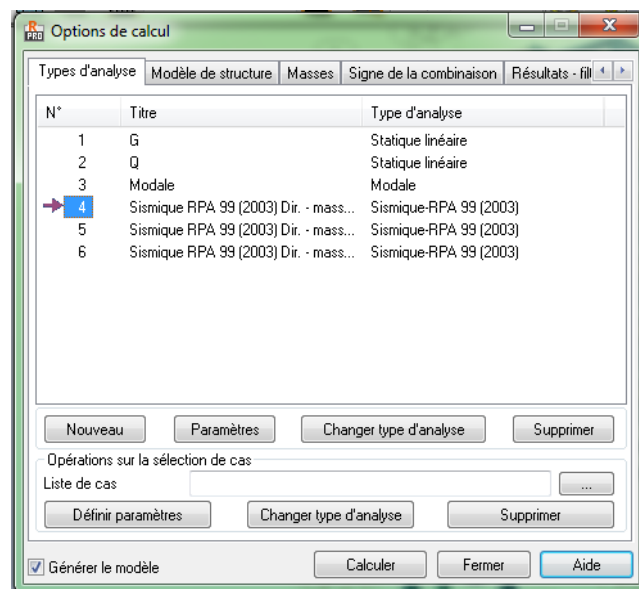 R PRO Options de calcul
Types d'analyse Modèle de structure Masses Signe de la combinaison Résultats - filt
N° Titre Type d'analyse
1 G Statique linéaire
2 Q Statique linéaire
3 Modale Modale
4 Sismique RPA 99 (2003) Dir. - mass... Sismique-RPA 99 (2003)
5 Sismique RPA 99 (2003) Dir. - mass... Sismique-RPA 99 (2003)
6 Sismique RPA 99 (2003) Dir. - mass... Sismique-RPA 99 (2003)
Nouveau Paramètres Changer type d'analyse Supprimer
Opérations sur la sélection de cas
Liste de cas ...
Définir paramètres Changer type d'analyse Supprimer
Générer le modèle Calculer Fermer Aide